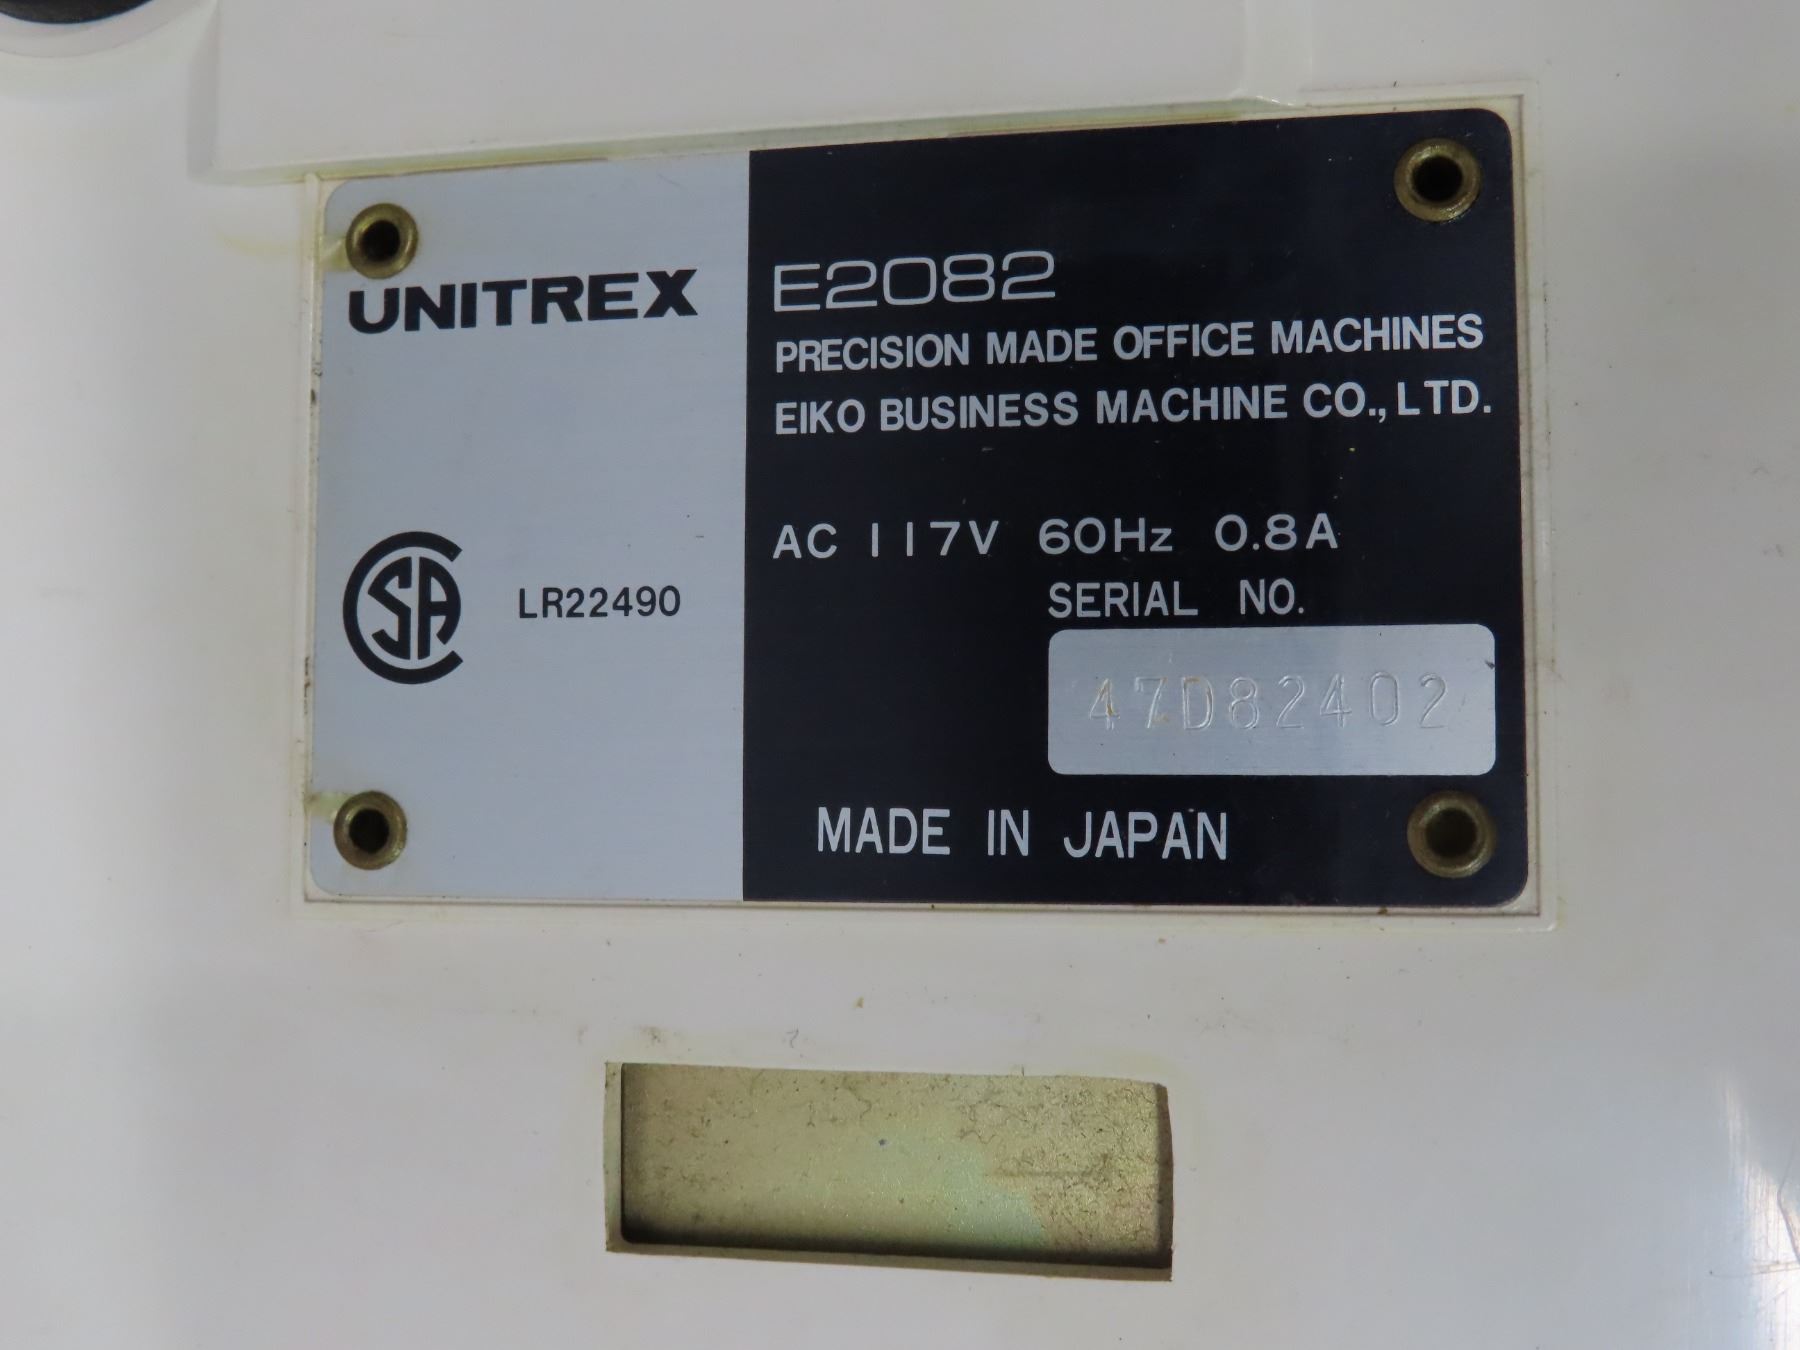 UNITREX
CSA
LR22490
E2082
PRECISION MADE OFFICE MACHINES
EIKO BUSINESS MACHINE CO., LTD.
AC 117V 60Hz 0.8A
SERIAL NO.
47D82402
MADE IN JAPAN